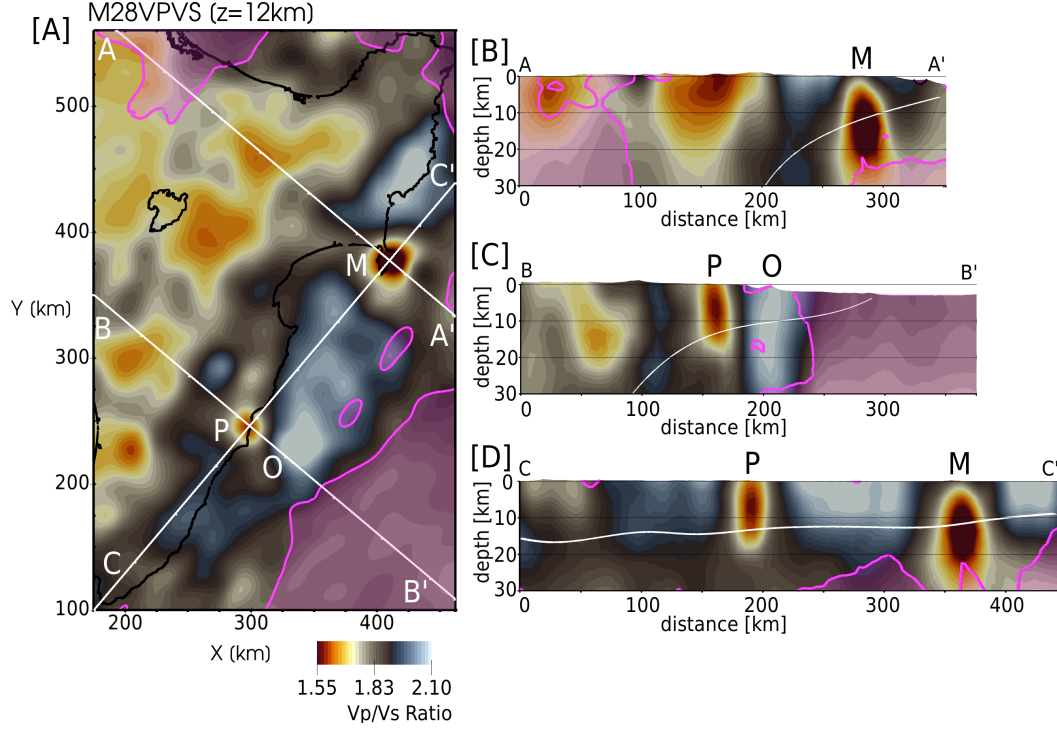 M28VPVS (z=12km)
[A]
A
500
C'
400
M
Y (km)
B
300
A'
P
O
200
C
B'
100
200 300 400
X (km)
1.55 1.83 2.10
Vp/Vs Ratio
[B]
A M A'
depth [km]
0
10
20
30
0 100 200 300
distance [km]
[C]
B P O B'
depth [km]
0
10
20
30
0 100 200 300
distance [km]
[D]
C P M C'
depth [km]
0
10
20
30
0 100 200 300 400
distance [km]